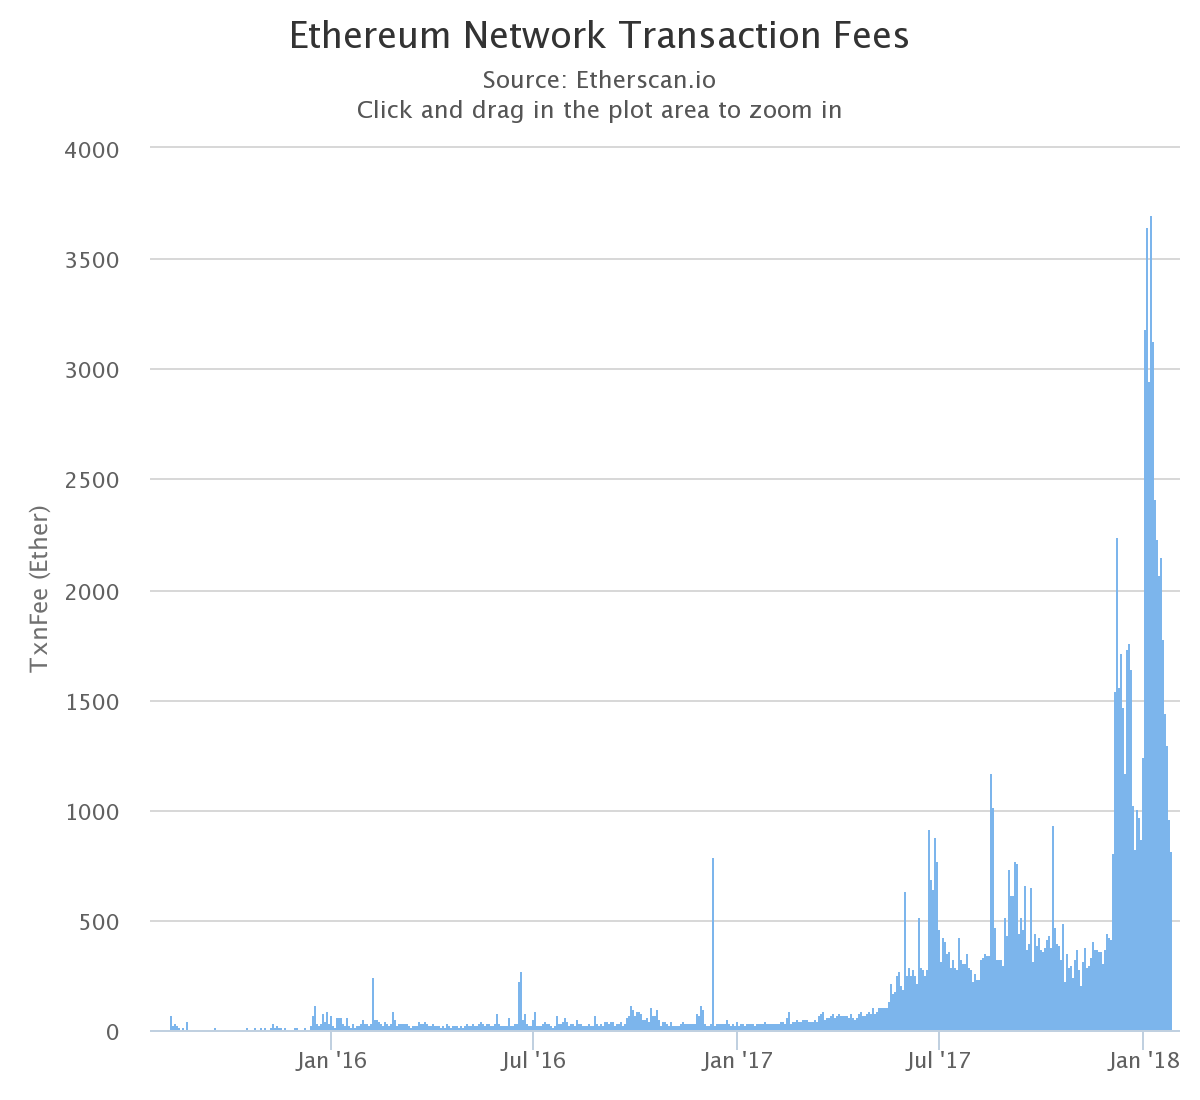 Ethereum Network Transaction Fees
Source: Etherscan.io
Click and drag in the plot area to zoom in
TxnFee (Ether)
4000
3500
3000
2500
2000
1500
1000
500
0
Jan '16
Jul '16
Jan '17
Jul '17
Jan '18